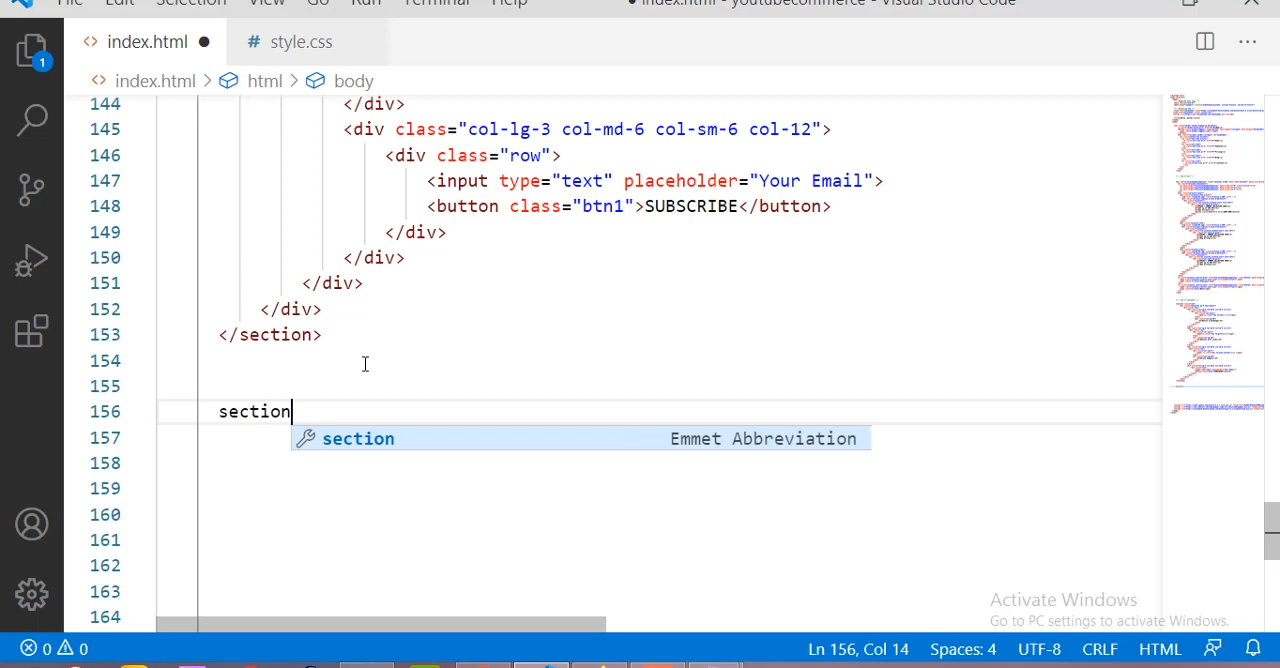 File Edit Selection View Go Run Terminal Help ● index.html - youtubecommerce - Visual Studio Code
index.html
style.css
index.html > html > body
1
144 </div>
145 <div class="col-lg-3 col-md-6 col-sm-6 col-12">
146 <div class="row">
147 <input type="text" placeholder="Your Email">
148 <button class="btn1">SUBSCRIBE</button>
149 </div>
150 </div>
151 </div>
152 </div>
153 </section>
154
155
156 section
section Emmet Abbreviation
157
158
159
160
161
162
163
164
Activate Windows
Go to PC settings to activate Windows.
0 0 Ln 156, Col 14 Spaces: 4 UTF-8 CRLF HTML